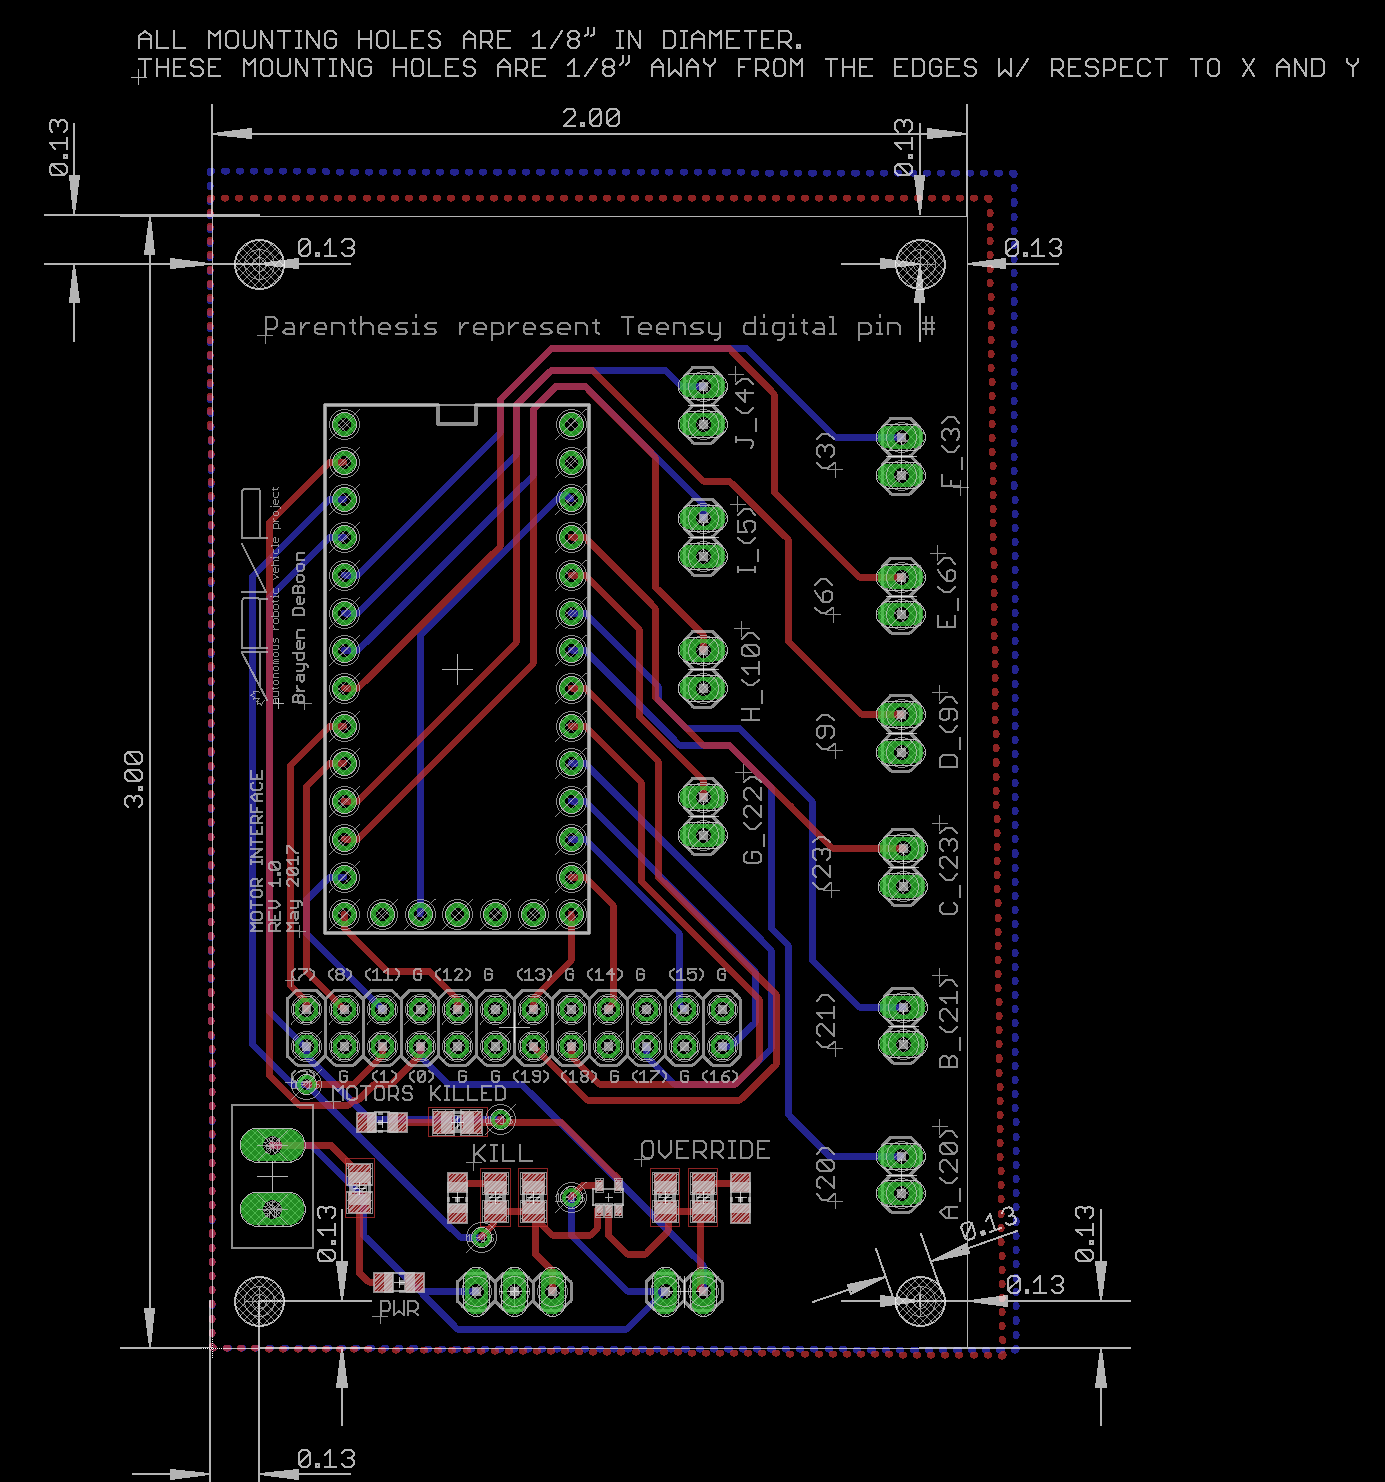 ALL MOUNTING HOLES ARE 1/8" IN DIAMETER.
THESE MOUNTING HOLES ARE 1/8" AWAY FROM THE EDGES W/ RESPECT TO X AND Y
2.00
0.13
0.13
0.13
0.13
Parenthesis represent Teensy digital pin #
J_(4)
F_(3)
(3)
I_(5)
E_(6)
(6)
H_(10)
D_(9)
(9)
G_(22)
C_(23)
(23)
B_(21)
(21)
A_(20)
(20)
autonomous robotic vehicle project
Brayden DeBoon
3.00
MOTOR INTERFACE
REV 1.0
May 2017
(7) (8) (11) G (12) G (13) G (14) G (15) G
G (1) (0) G G (19) (18) G (17) G (16)
MOTORS KILLED
KILL
OVERRIDE
PWR
0.13
0.13
0.13
0.13
0.13